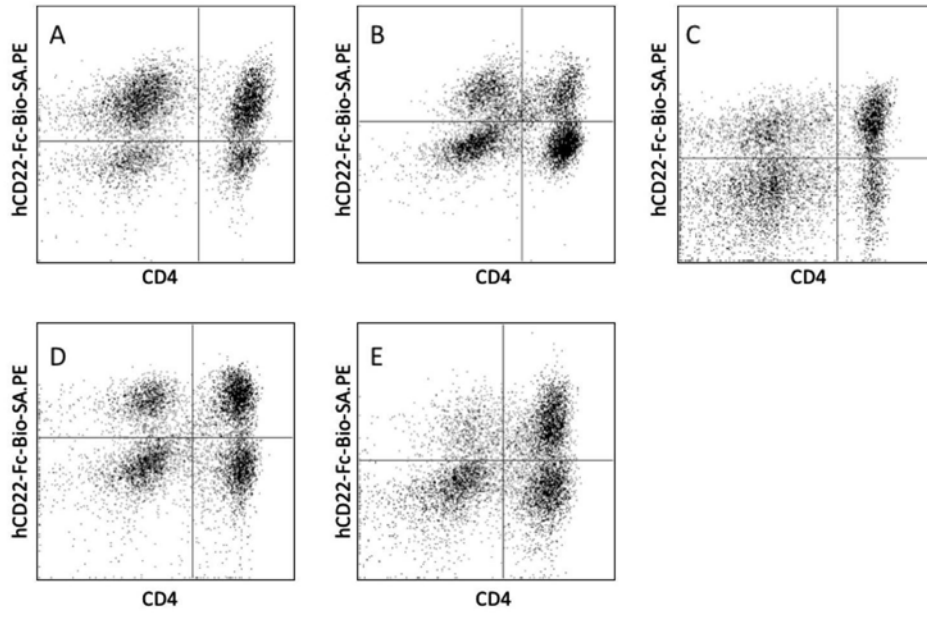 A
hCD22-Fc-Bio-SA.PE
CD4
B
hCD22-Fc-Bio-SA.PE
CD4
C
hCD22-Fc-Bio-SA.PE
CD4
D
hCD22-Fc-Bio-SA.PE
CD4
E
hCD22-Fc-Bio-SA.PE
CD4